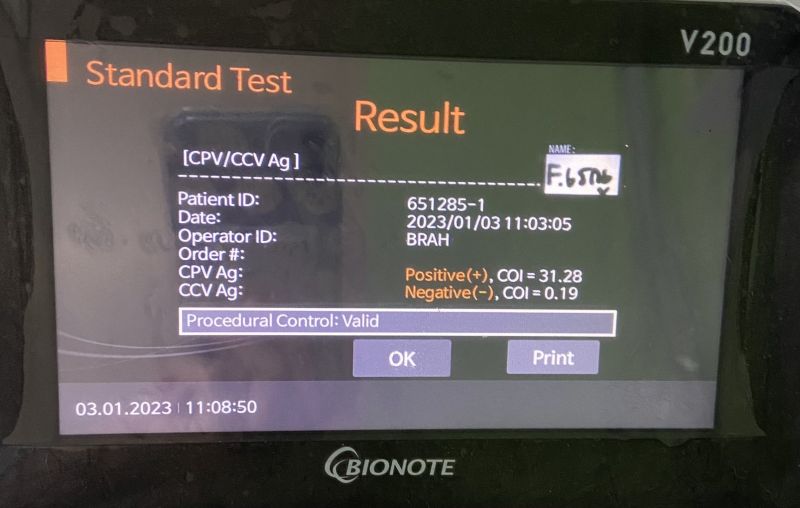 V200
Standard Test
Result
[CPV/CCV Ag]
NAME:
Patient ID: 651285-1
Date: 2023/01/03 11:03:05
Operator ID: BRAH
Order #:
CPV Ag: Positive(+), COI = 31.28
CCV Ag: Negative(-), COI = 0.19
Procedural Control: Valid
OK Print
03.01.2023 | 11:08:50
BIONOTE